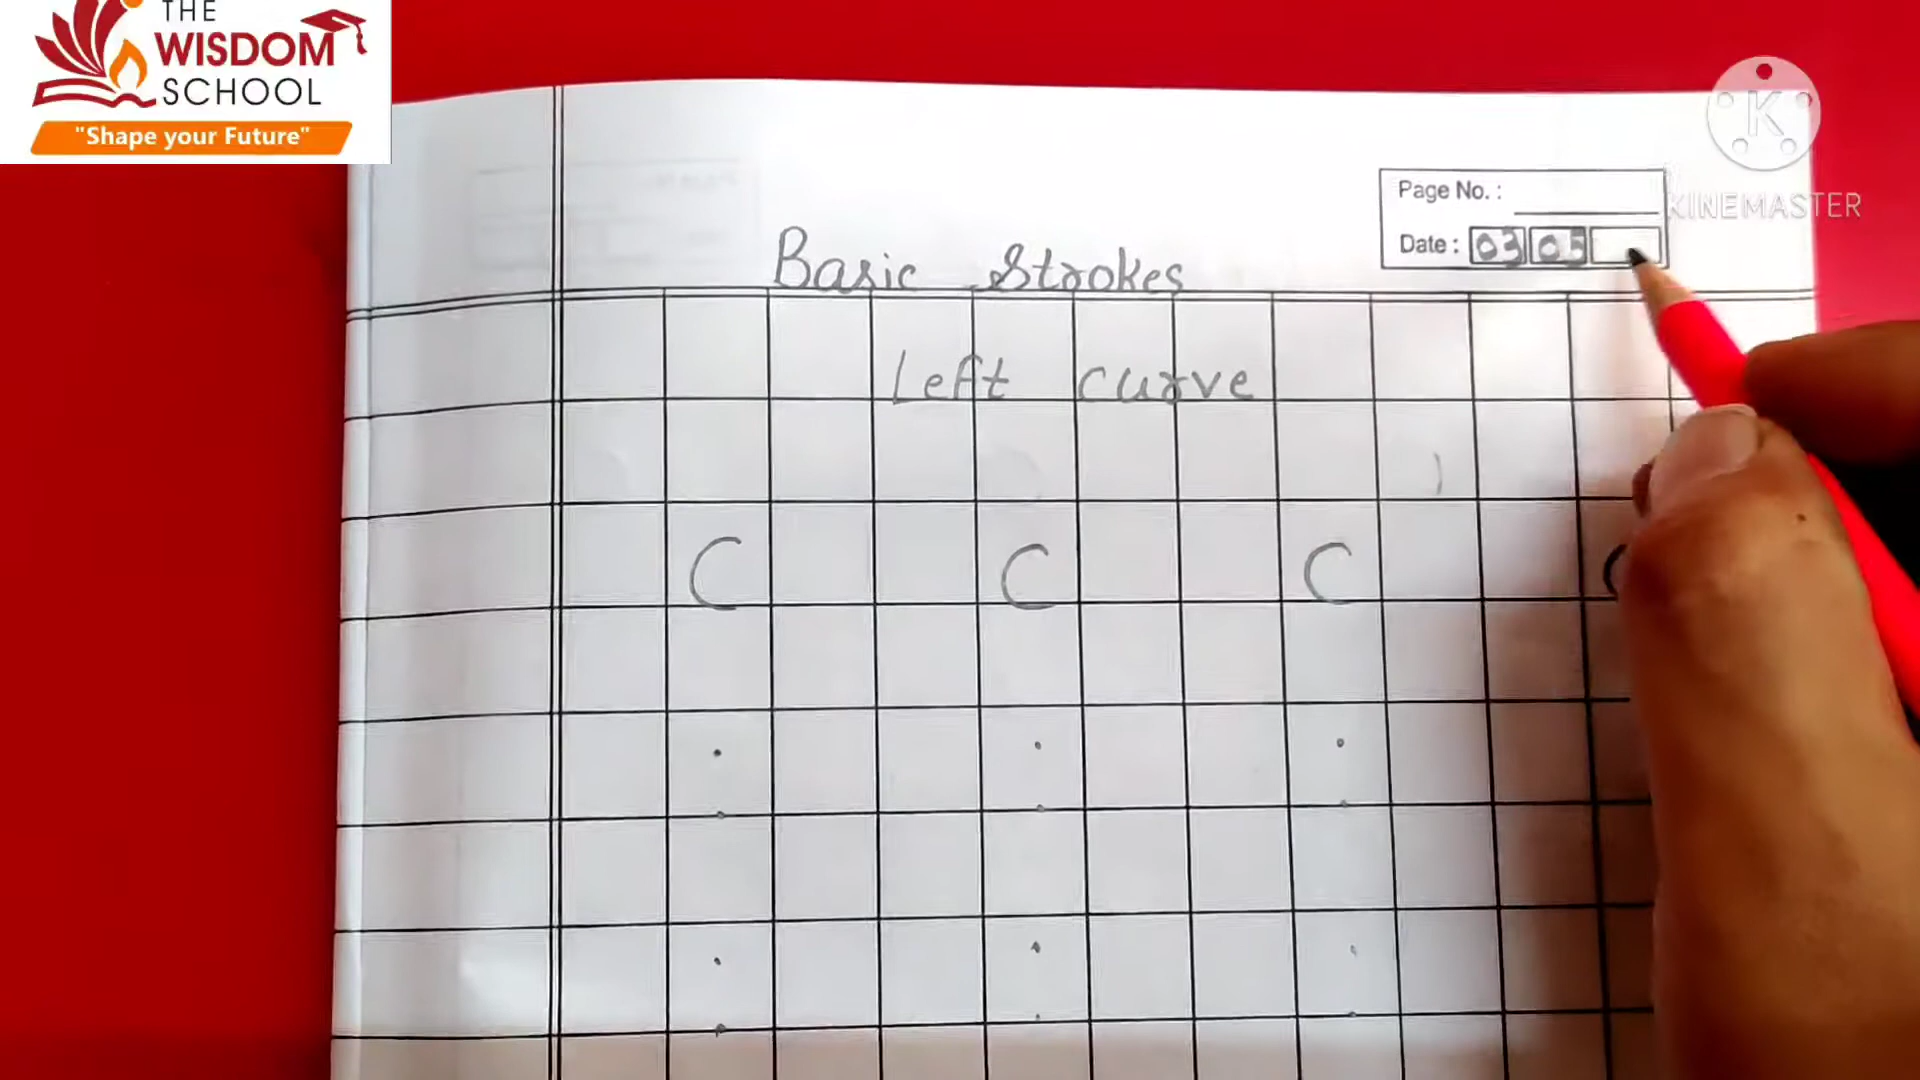 THE
WISDOM
SCHOOL
"Shape your Future"
K
KINEMASTER
Page No. :
Date : 03 05
Basic Strokes
Left curve
C C C C